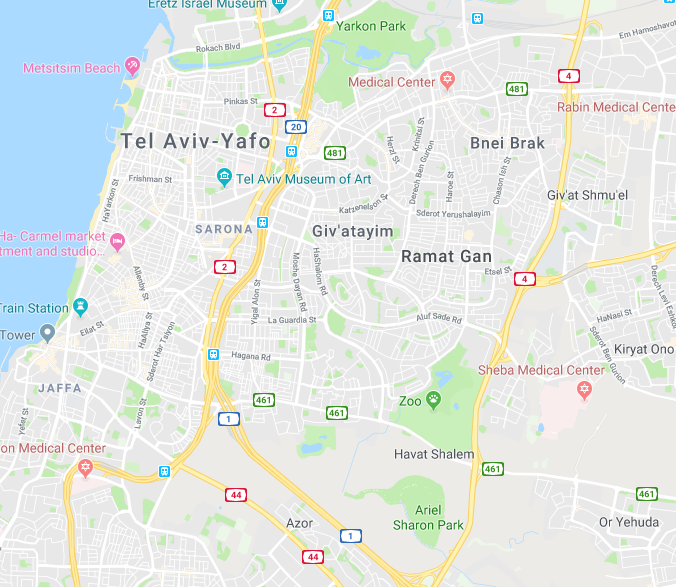 Eretz Israel Museum
Yarkon Park
Rokach Blvd
Em Hamoshavot
Metsitsim Beach
Medical Center
4
481
Pinkas St
2
Rabin Medical Cente
20
Tel Aviv-Yafo
Krinitsi St
Bnei Brak
481
Herzl St
Derech Ben Gurion
Haroe St
Chason Ish St
Tel Aviv Museum of Art
Frishman St
HaYarkon St
Giv'at Shmu'el
Katzenelson St
Sderot Yerushalayim
SARONA
Giv'atayim
Ha- Carmel market
tment and studio...
Ramat Gan
2
Etsel St
4
Allenby St
Moshe Dayan Rd
HaShalom Rd
Yigal Alon St
Derech Levi Eshkol
Train Station
La Guardia St
Aluf Sade Rd
HaNasi St
Eilat St
HaAliya St
Sderot Har Tsiyon
Sderot Ben Gurion
Tower
Kiryat Ono
Hagana Rd
Sheba Medical Center
JAFFA
461
Zoo
461
Yefet St
Lavon St
1
on Medical Center
Havat Shalem
461
44
461
Ariel
Sharon Park
Azor
Or Yehuda
1
44